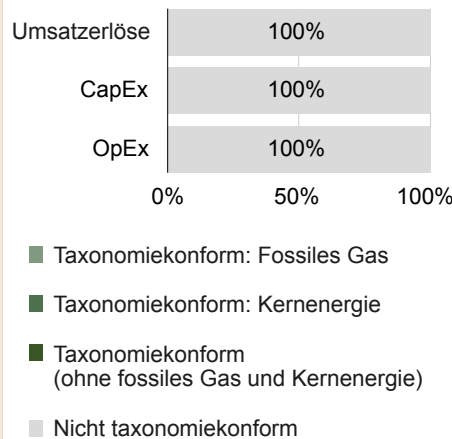 Umsatzerlöse 100%
CapEx 100%
OpEx 100%
0% 50% 100%
Taxonomiekonform: Fossiles Gas
Taxonomiekonform: Kernenergie
Taxonomiekonform
(ohne fossiles Gas und Kernenergie)
Nicht taxonomiekonform